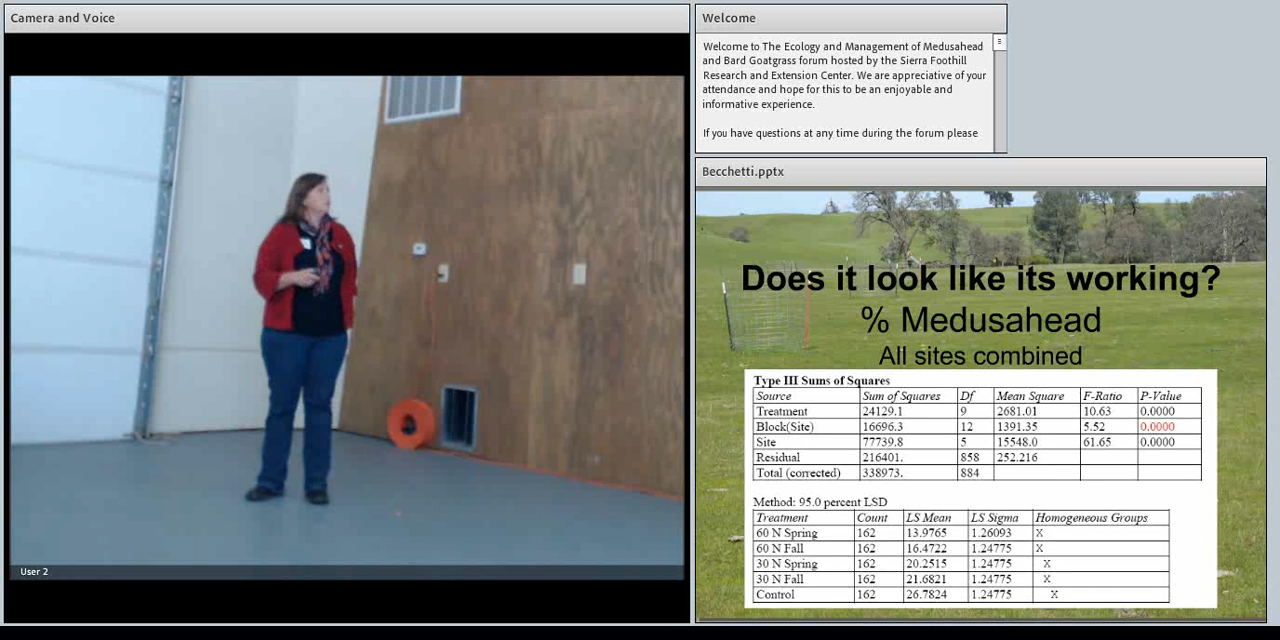 Camera and Voice
User 2
Welcome
Welcome to The Ecology and Management of Medusahead
and Bard Goatgrass forum hosted by the Sierra Foothill
Research and Extension Center. We are appreciative of your
attendance and hope for this to be an enjoyable and
informative experience.
If you have questions at any time during the forum please
Becchetti.pptx
Does it look like its working?
% Medusahead
All sites combined
Type III Sums of Squares
Source Sum of Squares Df Mean Square F-Ratio P-Value
Treatment 24129.1 9 2681.01 10.63 0.0000
Block(Site) 16696.3 12 1391.35 5.52 0.0000
Site 77739.8 5 15548.0 61.65 0.0000
Residual 216401. 858 252.216
Total (corrected) 338973. 884
Method: 95.0 percent LSD
Treatment Count LS Mean LS Sigma Homogeneous Groups
60 N Spring 162 13.9765 1.26093 X
60 N Fall 162 16.4722 1.24775 X
30 N Spring 162 20.2515 1.24775 X
30 N Fall 162 21.6821 1.24775 X
Control 162 26.7824 1.24775 X